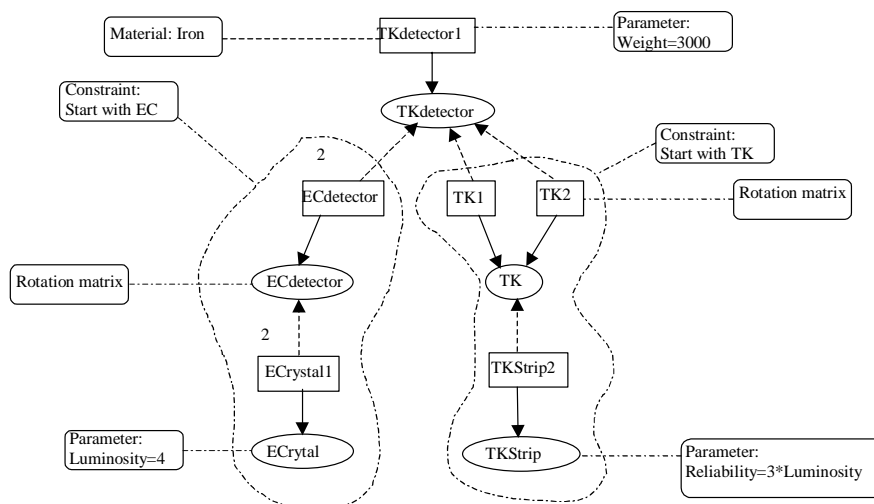 Material: Iron
TKdetector1
Parameter:
Weight=3000
Constraint:
Start with EC
TKdetector
Constraint:
Start with TK
2
ECdetector
TK1
TK2
Rotation matrix
Rotation matrix
ECdetector
TK
2
ECrystal1
TKStrip2
Parameter:
Luminosity=4
ECrytal
TKStrip
Parameter:
Reliability=3*Luminosity